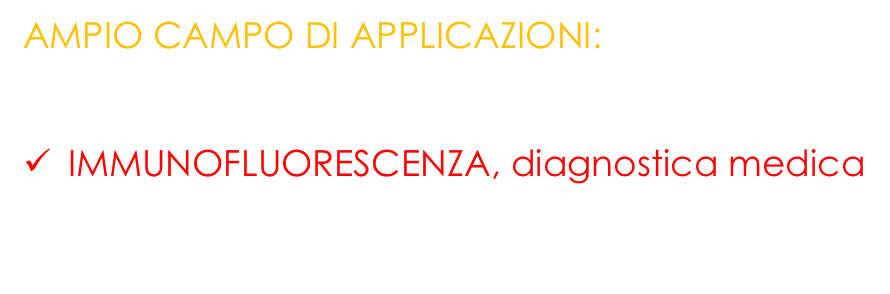 AMPIO CAMPO DI APPLICAZIONI:
✓ IMMUNOFLUORESCENZA, diagnostica medica